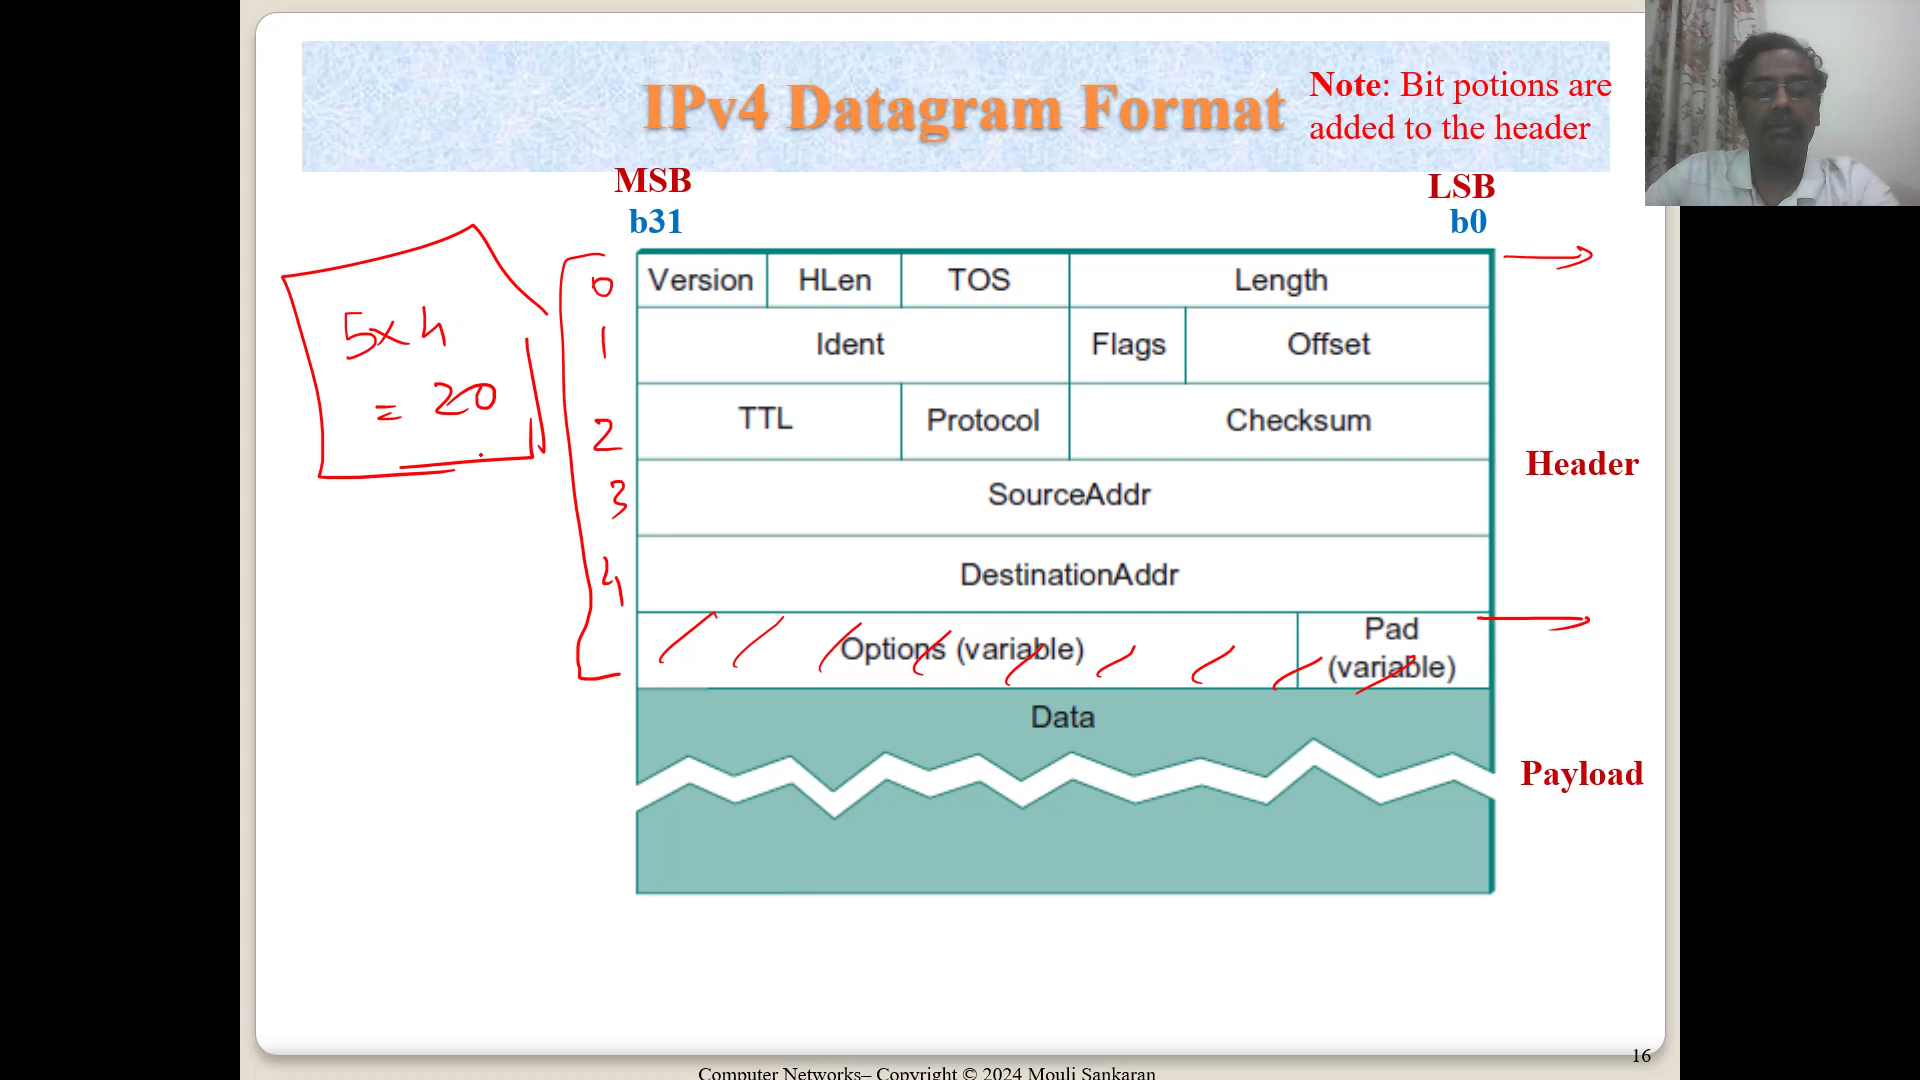 IPv4 Datagram Format
Note: Bit potions are
added to the header
MSB
LSB
b31
b0
0
Version HLen TOS Length
5x4
= 20
1
Ident Flags Offset
2
TTL Protocol Checksum
Header
3
SourceAddr
4
DestinationAddr
Options (variable)
Pad
(variable)
Data
Payload
16
Computer Networks– Copyright © 2024 Mouli Sankaran